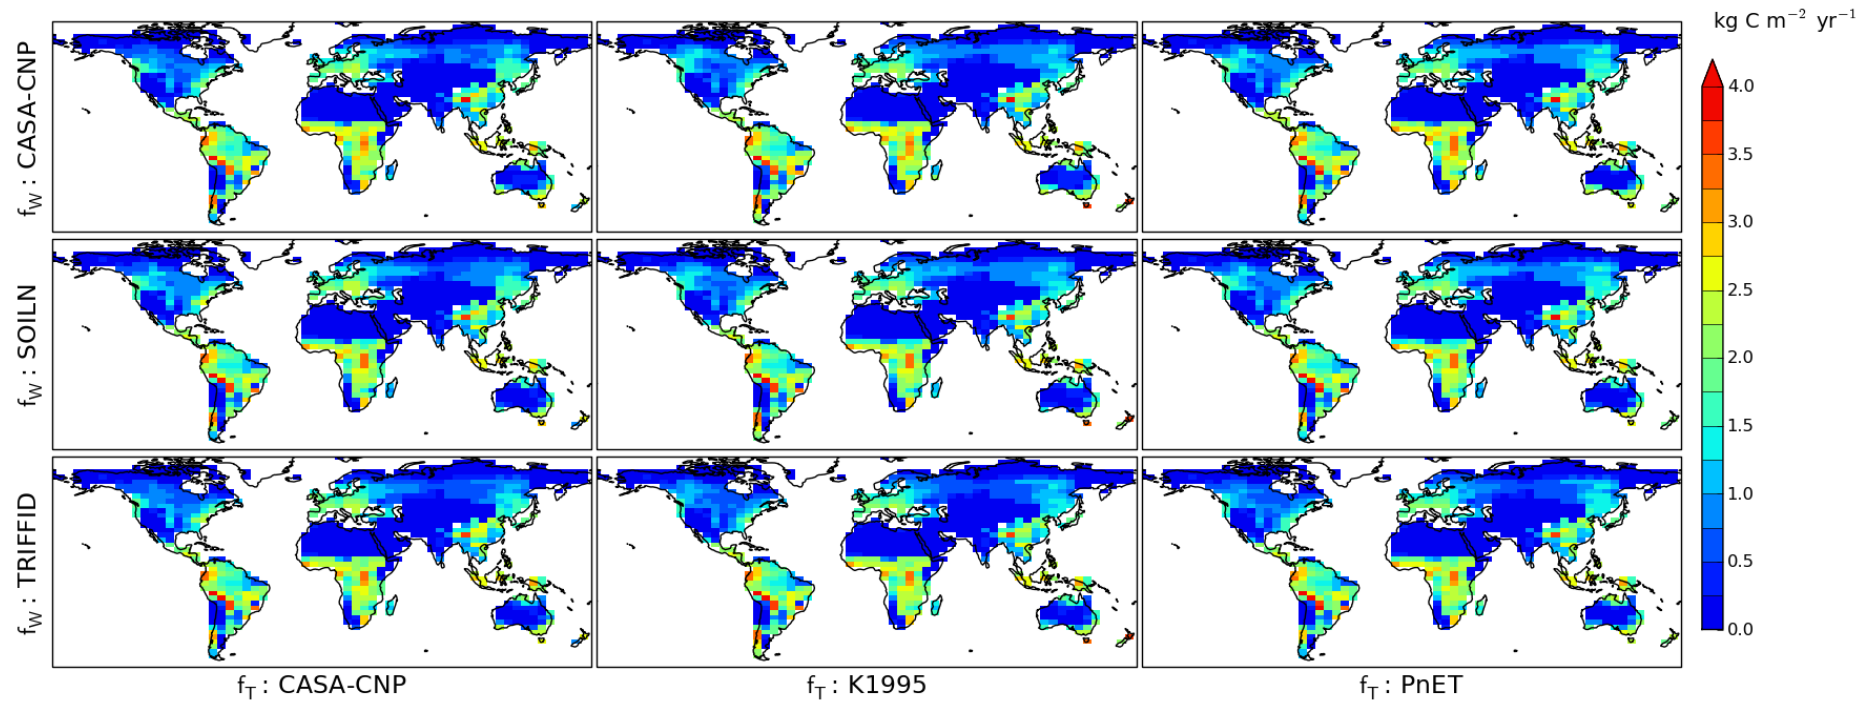 kg C m⁻² yr⁻¹
f_W : CASA-CNP
f_W : SOILN
f_W : TRIFFID
4.0
3.5
3.0
2.5
2.0
1.5
1.0
0.5
0.0
f_T : CASA-CNP
f_T : K1995
f_T : PnET